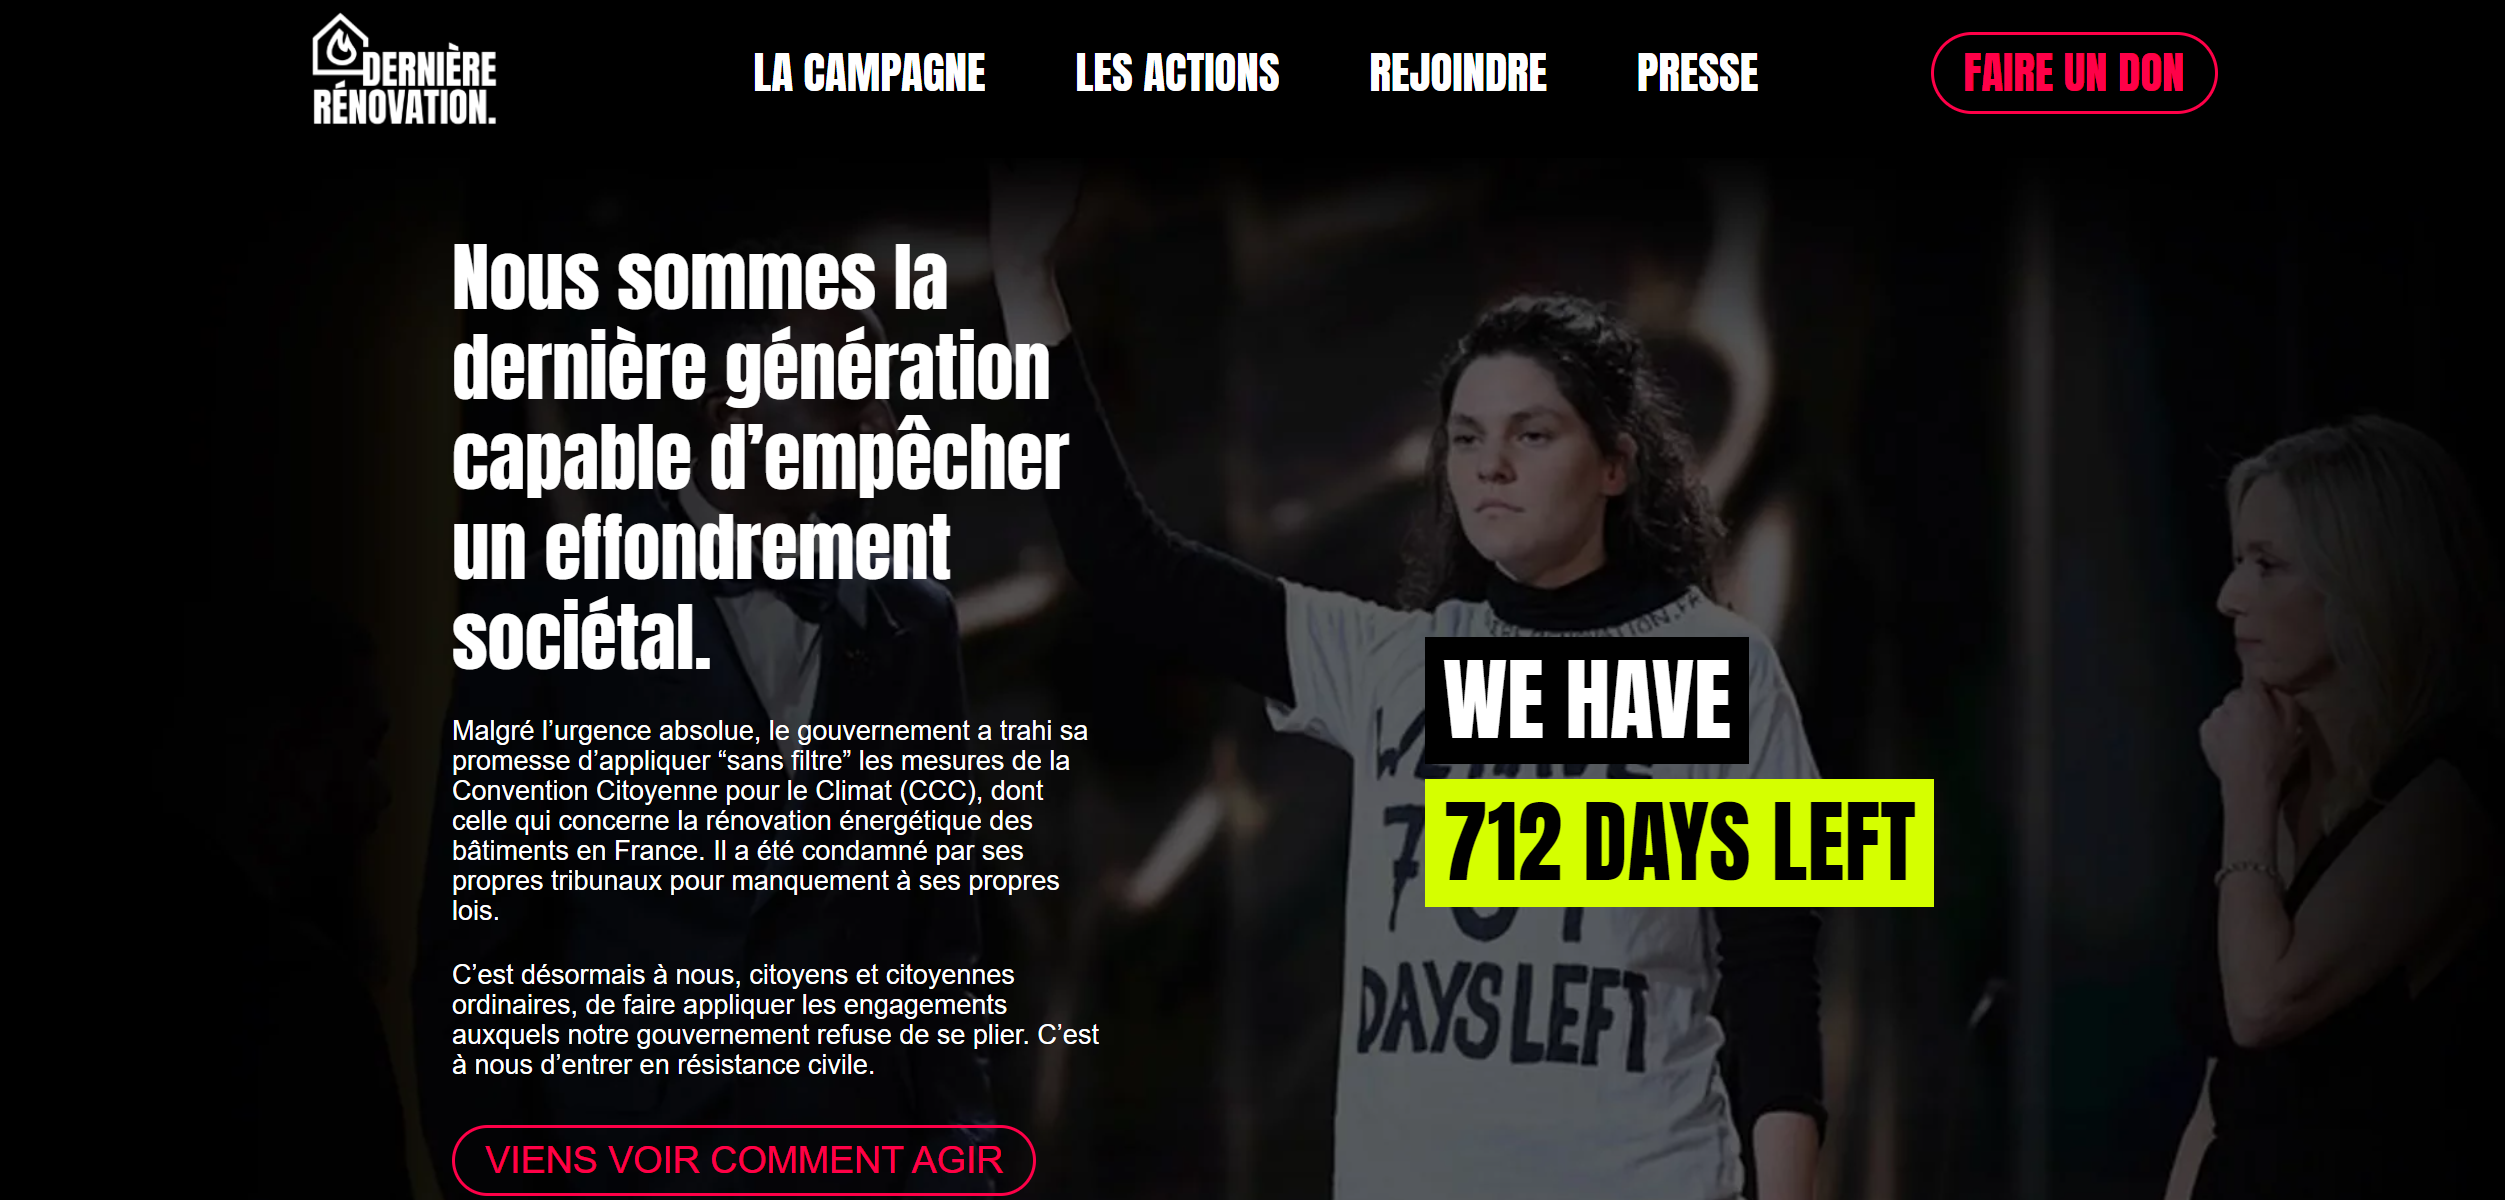 DERNIÈRE
RÉNOVATION.
LA CAMPAGNE
LES ACTIONS
REJOINDRE
PRESSE
FAIRE UN DON
Nous sommes la
dernière génération
capable d’empêcher
un effondrement
sociétal.
Malgré l’urgence absolue, le gouvernement a trahi sa
promesse d’appliquer “sans filtre” les mesures de la
Convention Citoyenne pour le Climat (CCC), dont
celle qui concerne la rénovation énergétique des
bâtiments en France. Il a été condamné par ses
propres tribunaux pour manquement à ses propres
lois.
C’est désormais à nous, citoyens et citoyennes
ordinaires, de faire appliquer les engagements
auxquels notre gouvernement refuse de se plier. C’est
à nous d’entrer en résistance civile.
VIENS VOIR COMMENT AGIR
WE HAVE
712 DAYS LEFT
DAYS LEFT